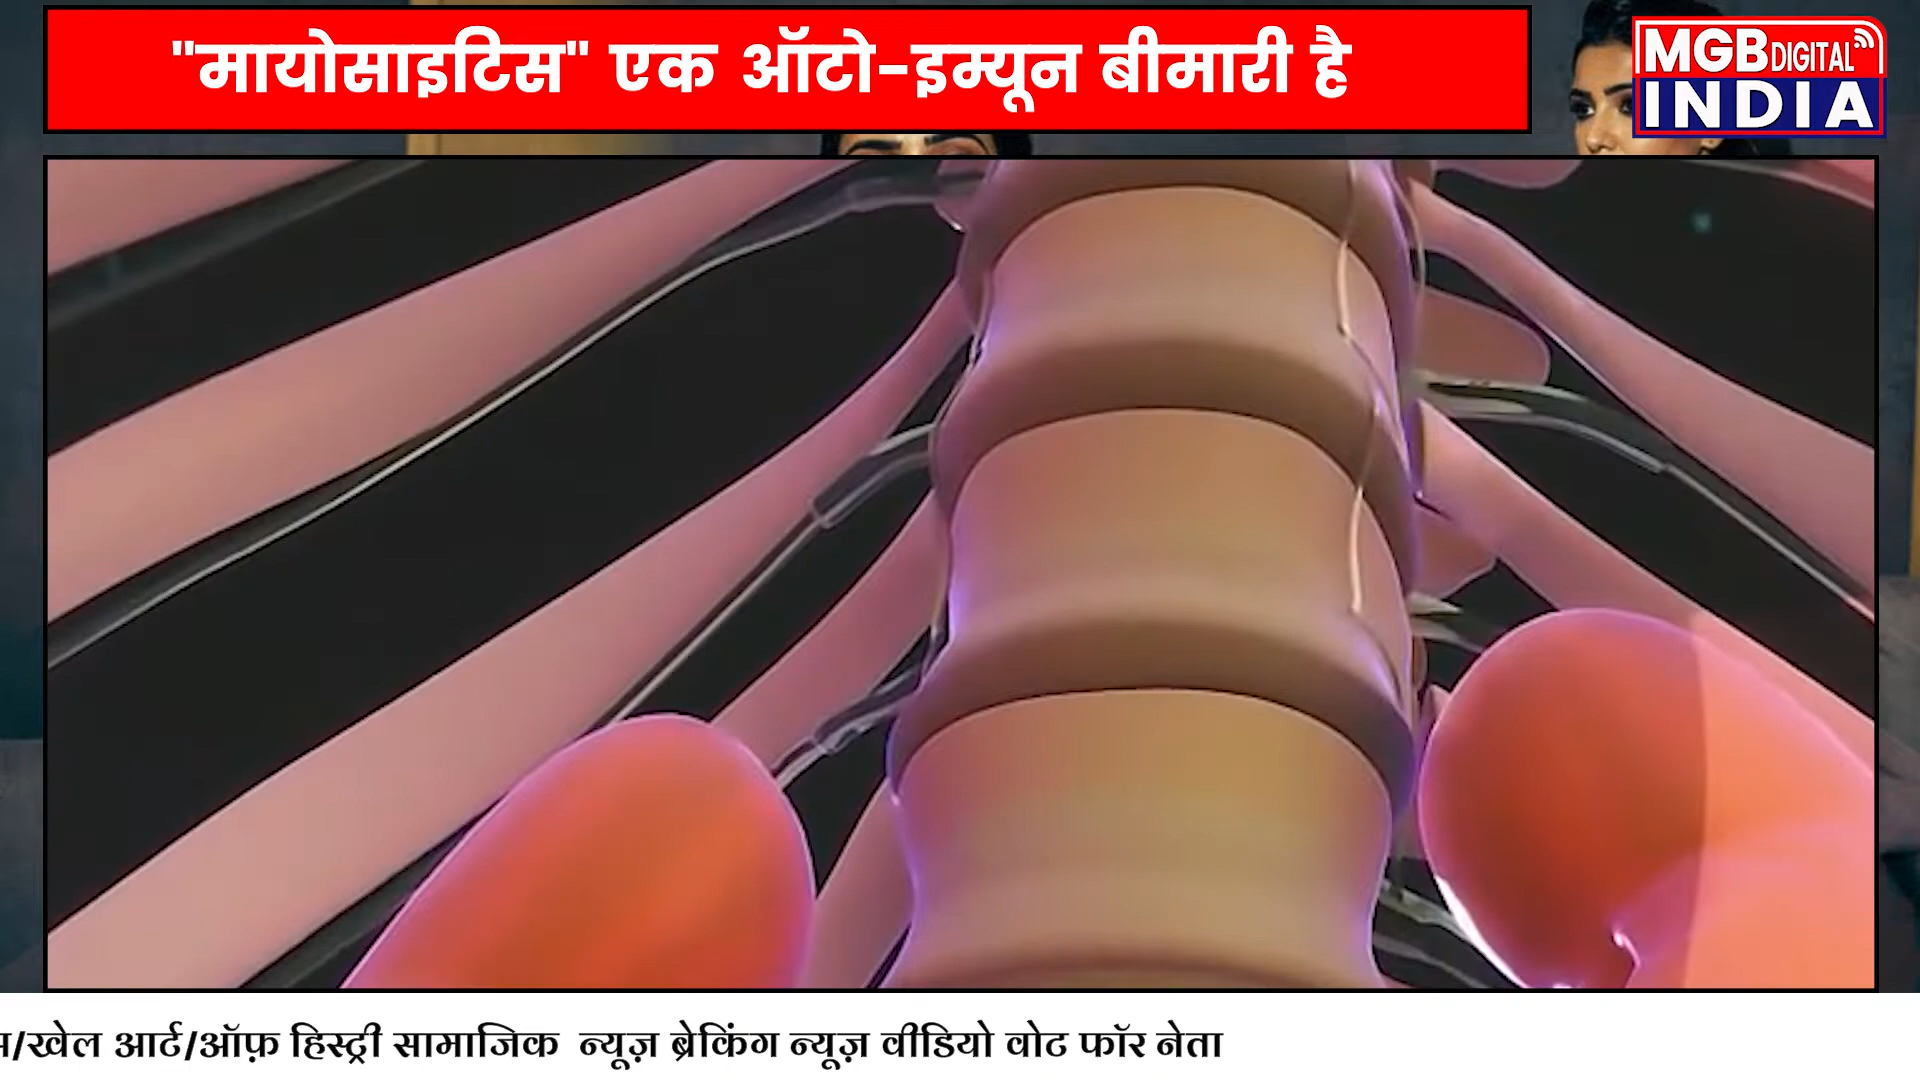 "मायोसाइटिस" एक ऑटो-इम्यून बीमारी है
MGB DIGITAL
INDIA
/खेल आर्ट/ऑफ़ हिस्ट्री सामाजिक न्यूज़ ब्रेकिंग न्यूज़ वीडियो वोट फॉर नेता